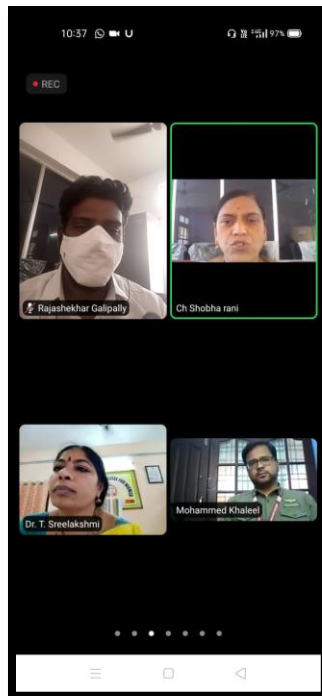 10:37
97%
REC
Rajashekhar Galipally
Ch Shobha rani
Dr. T. Sreelakshmi
Mohammed Khaleel